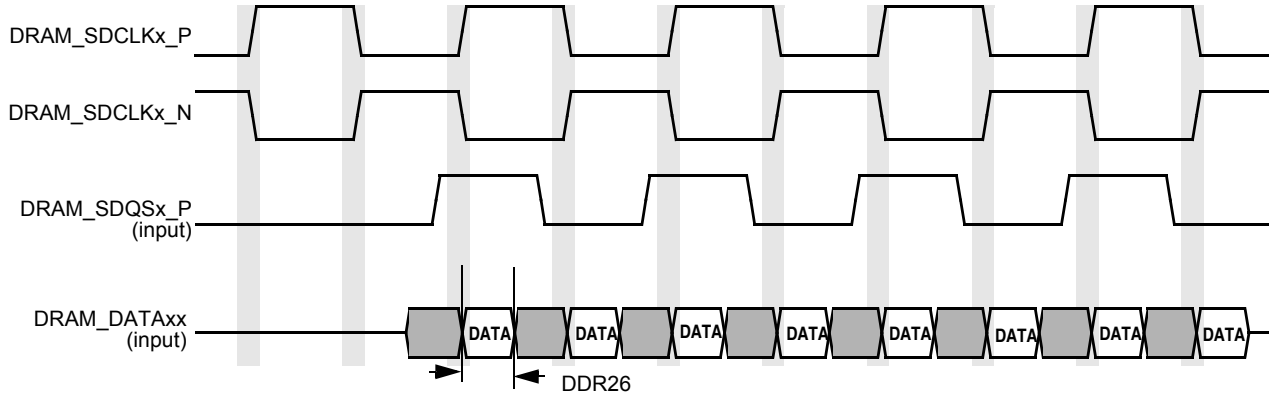 DRAM_SDCLKx_P
DRAM_SDCLKx_N
DRAM_SDQSx_P
(input)
DRAM_DATAxx
(input)
DATA DATA DATA DATA DATA DATA DATA DATA
DDR26